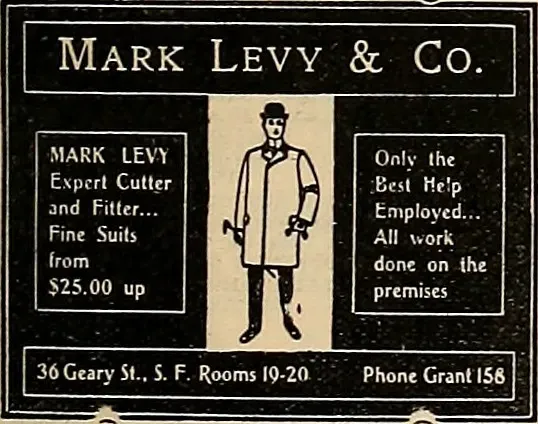 MARK LEVY & CO.
MARK LEVY
Expert Cutter
and Fitter...
Fine Suits
from
$25.00 up
Only the
Best Help
Employed...
All work
done on the
premises
36 Geary St., S. F. Rooms 19-20
Phone Grant 158